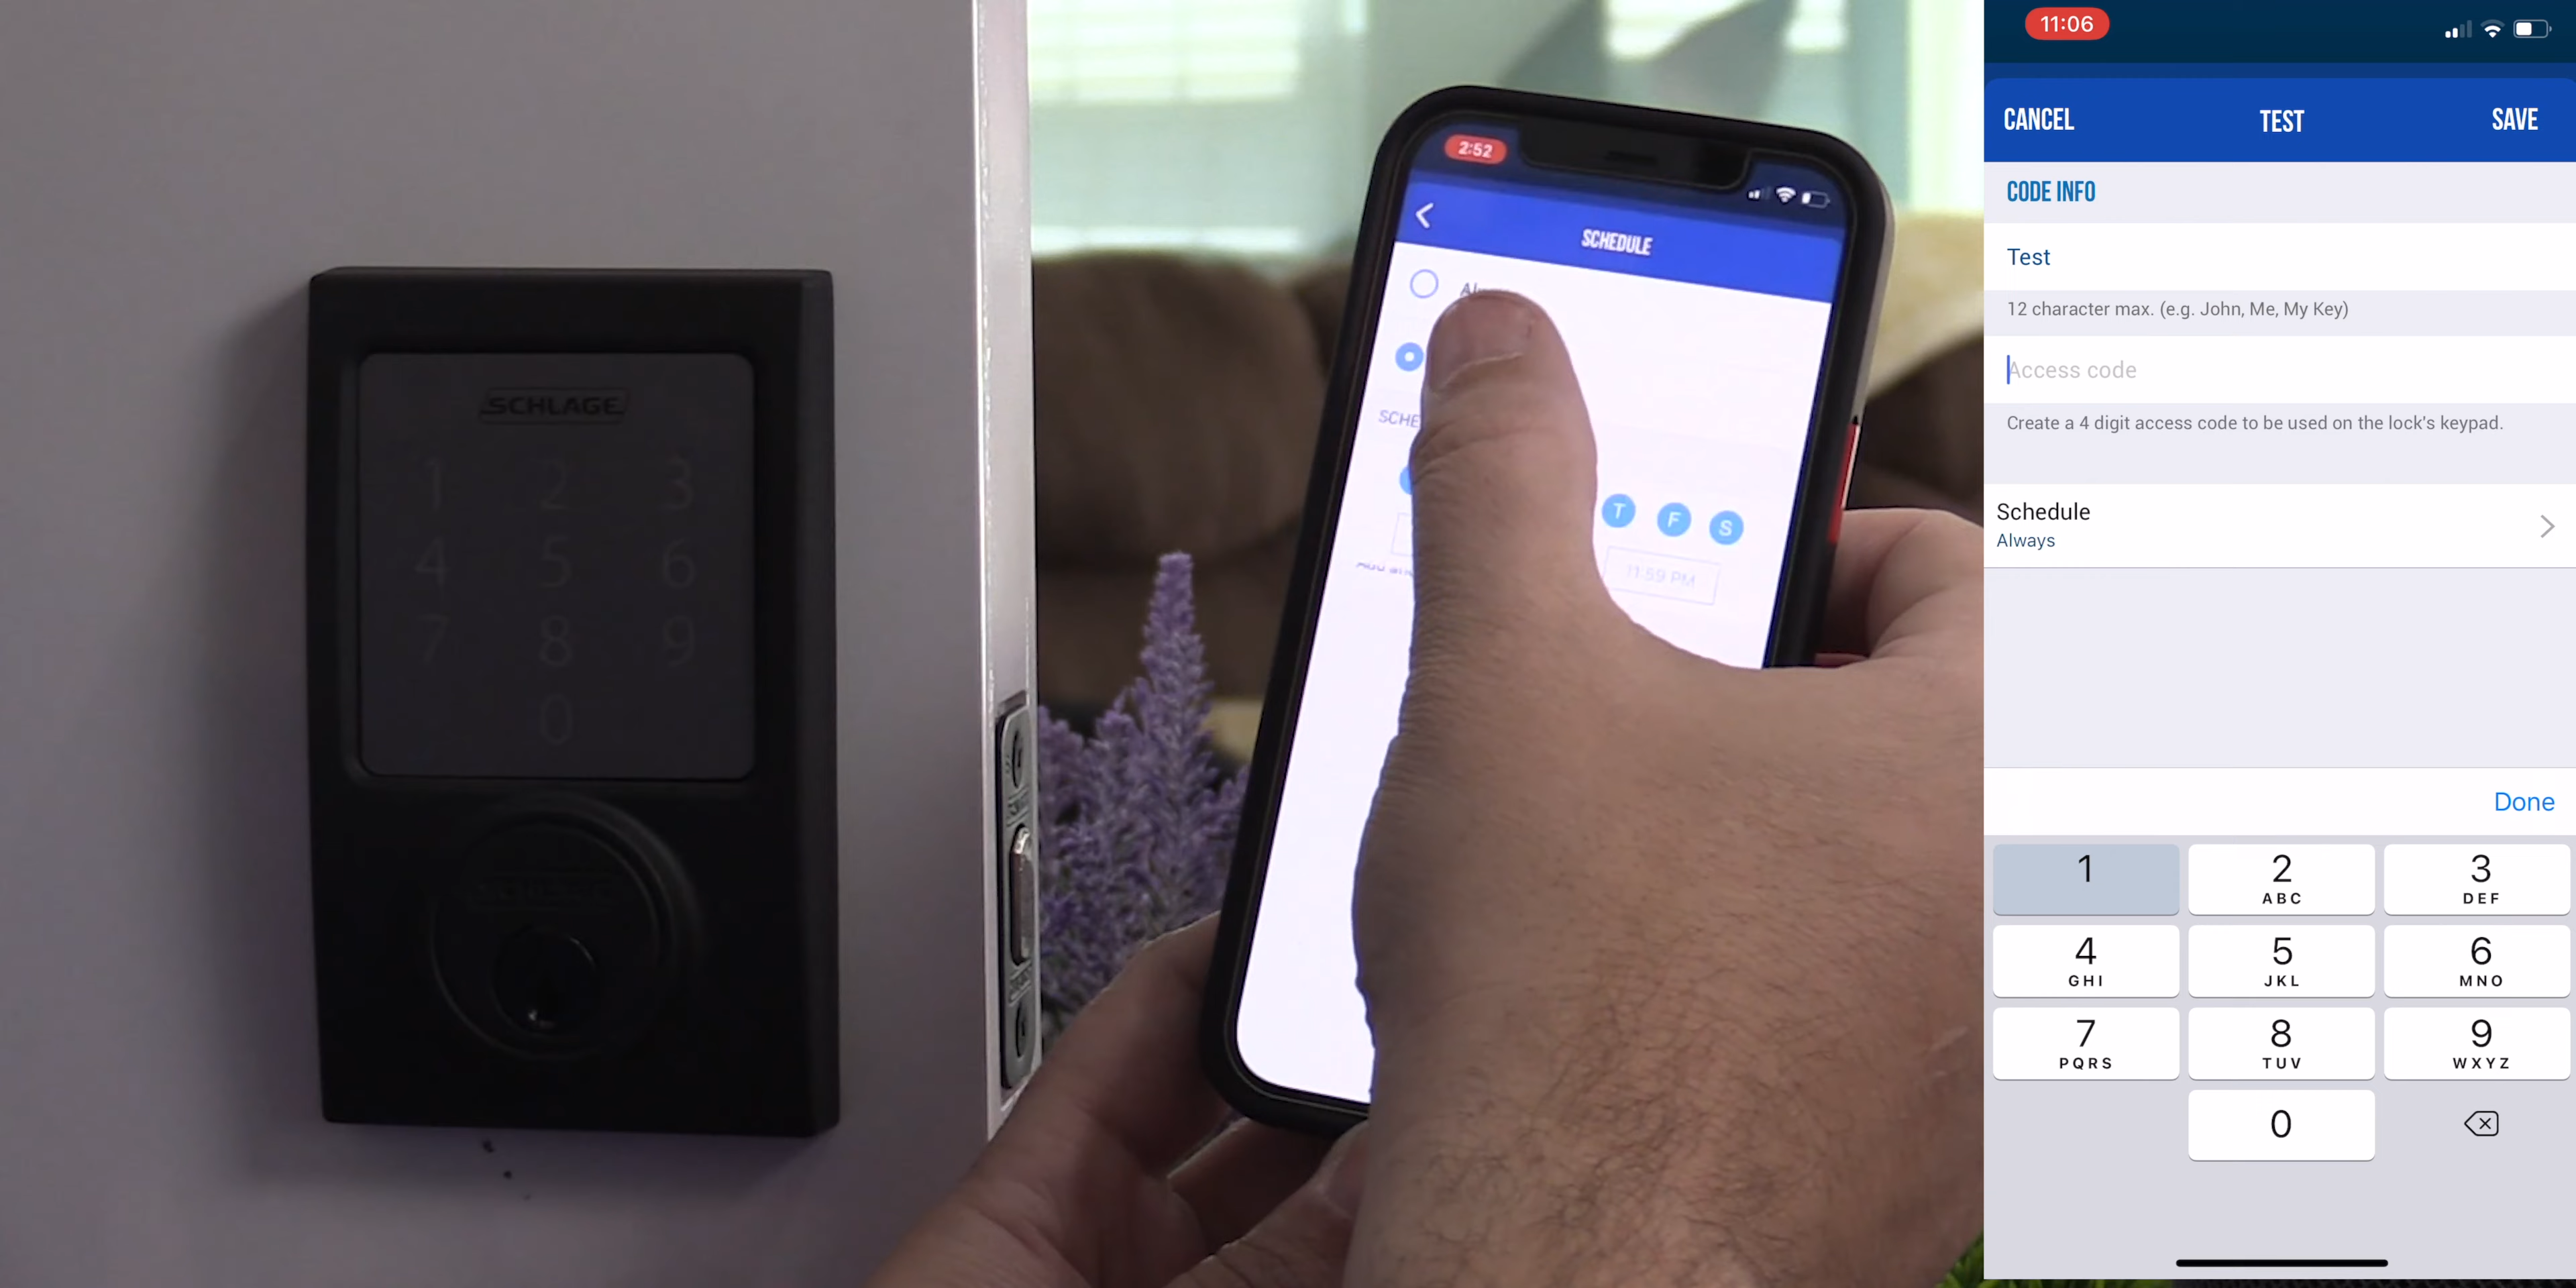 SCHLAGE
1 2 3
4 5 6
7 8 9
0
2:52
SCHEDULE
T F S
11:59 PM
11:06
CANCEL TEST SAVE
CODE INFO
Test
12 character max. (e.g. John, Me, My Key)
Access code
Create a 4 digit access code to be used on the lock's keypad.
Schedule
Always
Done
1 2 3
ABC DEF
4 5 6
GHI JKL MNO
7 8 9
PQRS TUV WXYZ
0